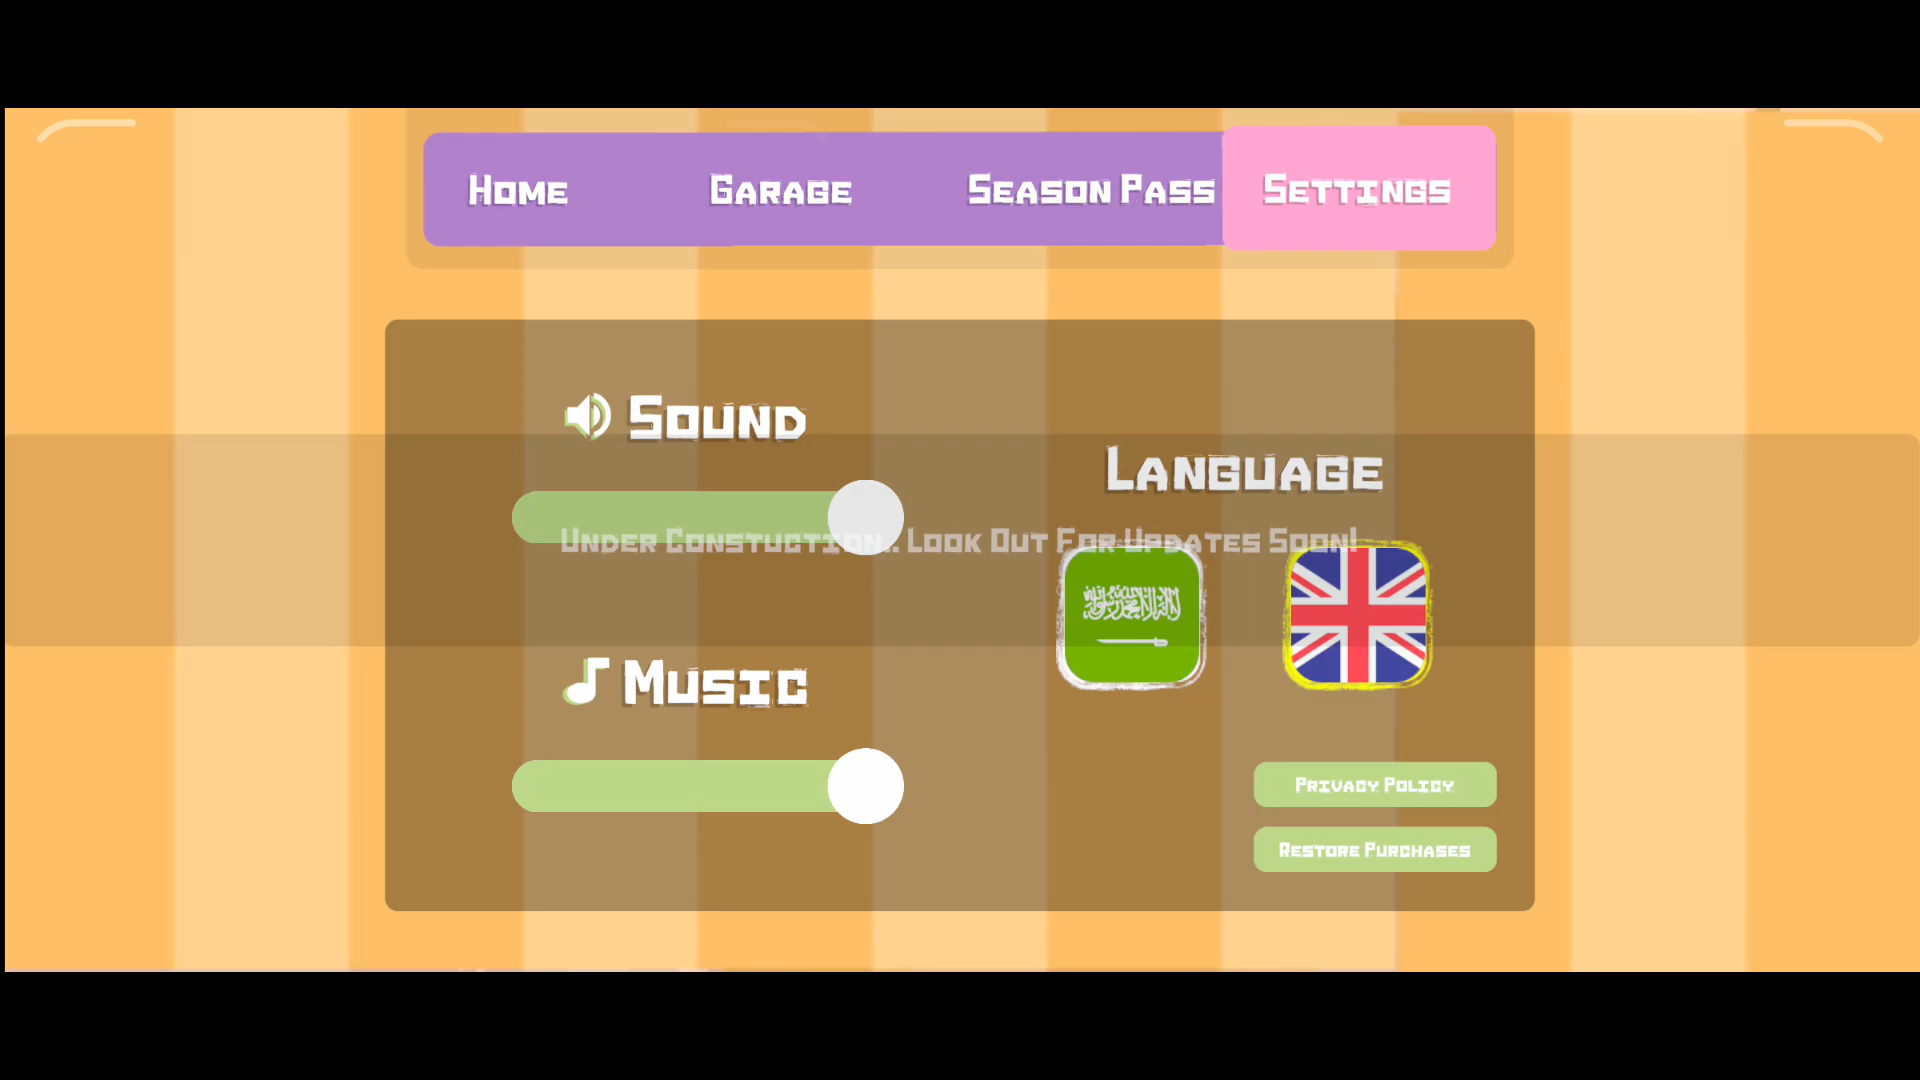 Home
Garage
Season Pass
Settings
Sound
Language
Under Constuction. Look Out For Updates Soon!
Music
Privacy Policy
Restore Purchases